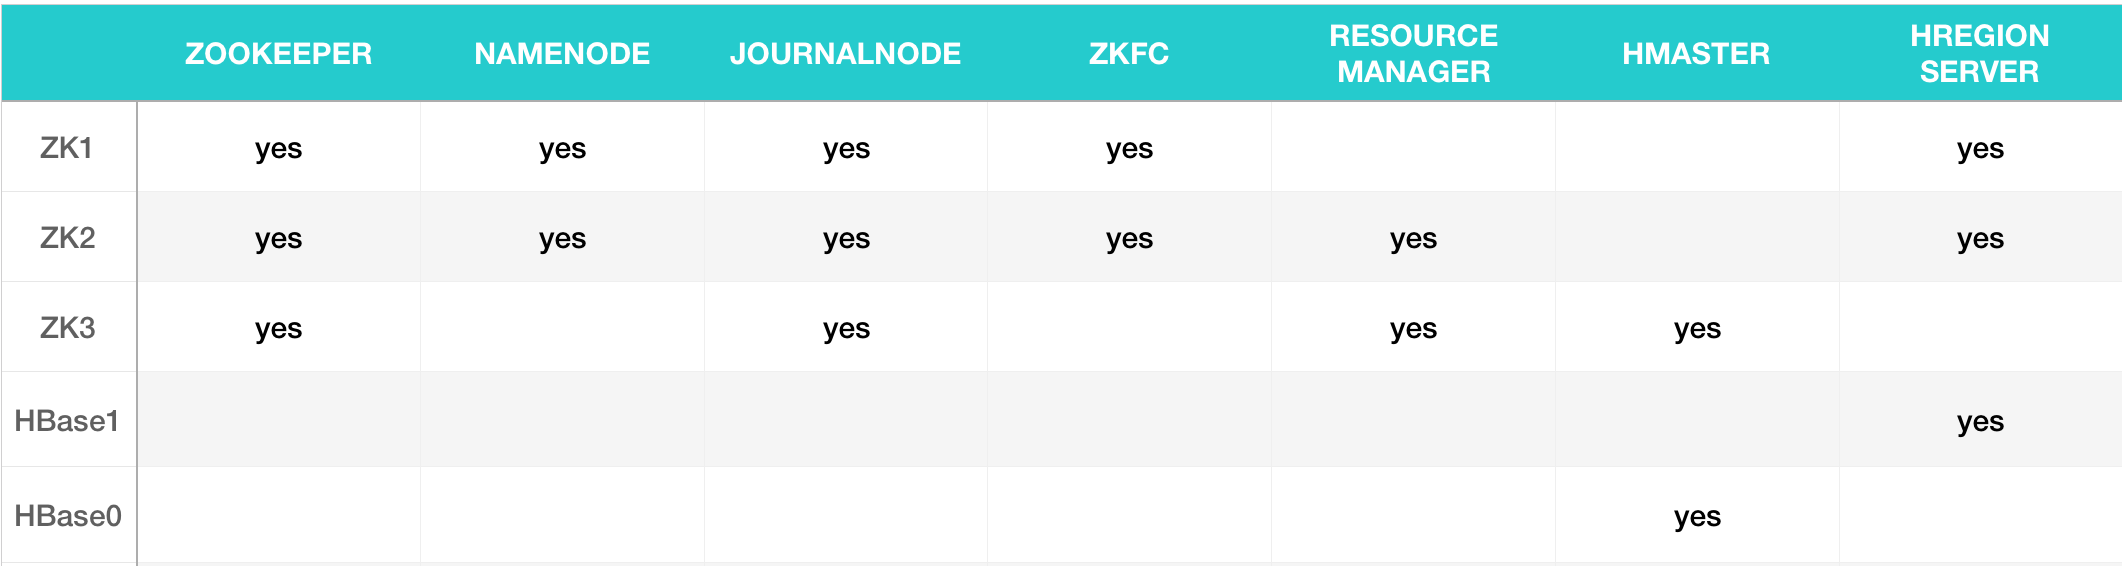 ZOOKEEPER NAMENODE JOURNALNODE ZKFC RESOURCE MANAGER HMASTER HREGION SERVER
ZK1 yes yes yes yes yes
ZK2 yes yes yes yes yes yes
ZK3 yes yes yes yes
HBase1 yes
HBase0 yes